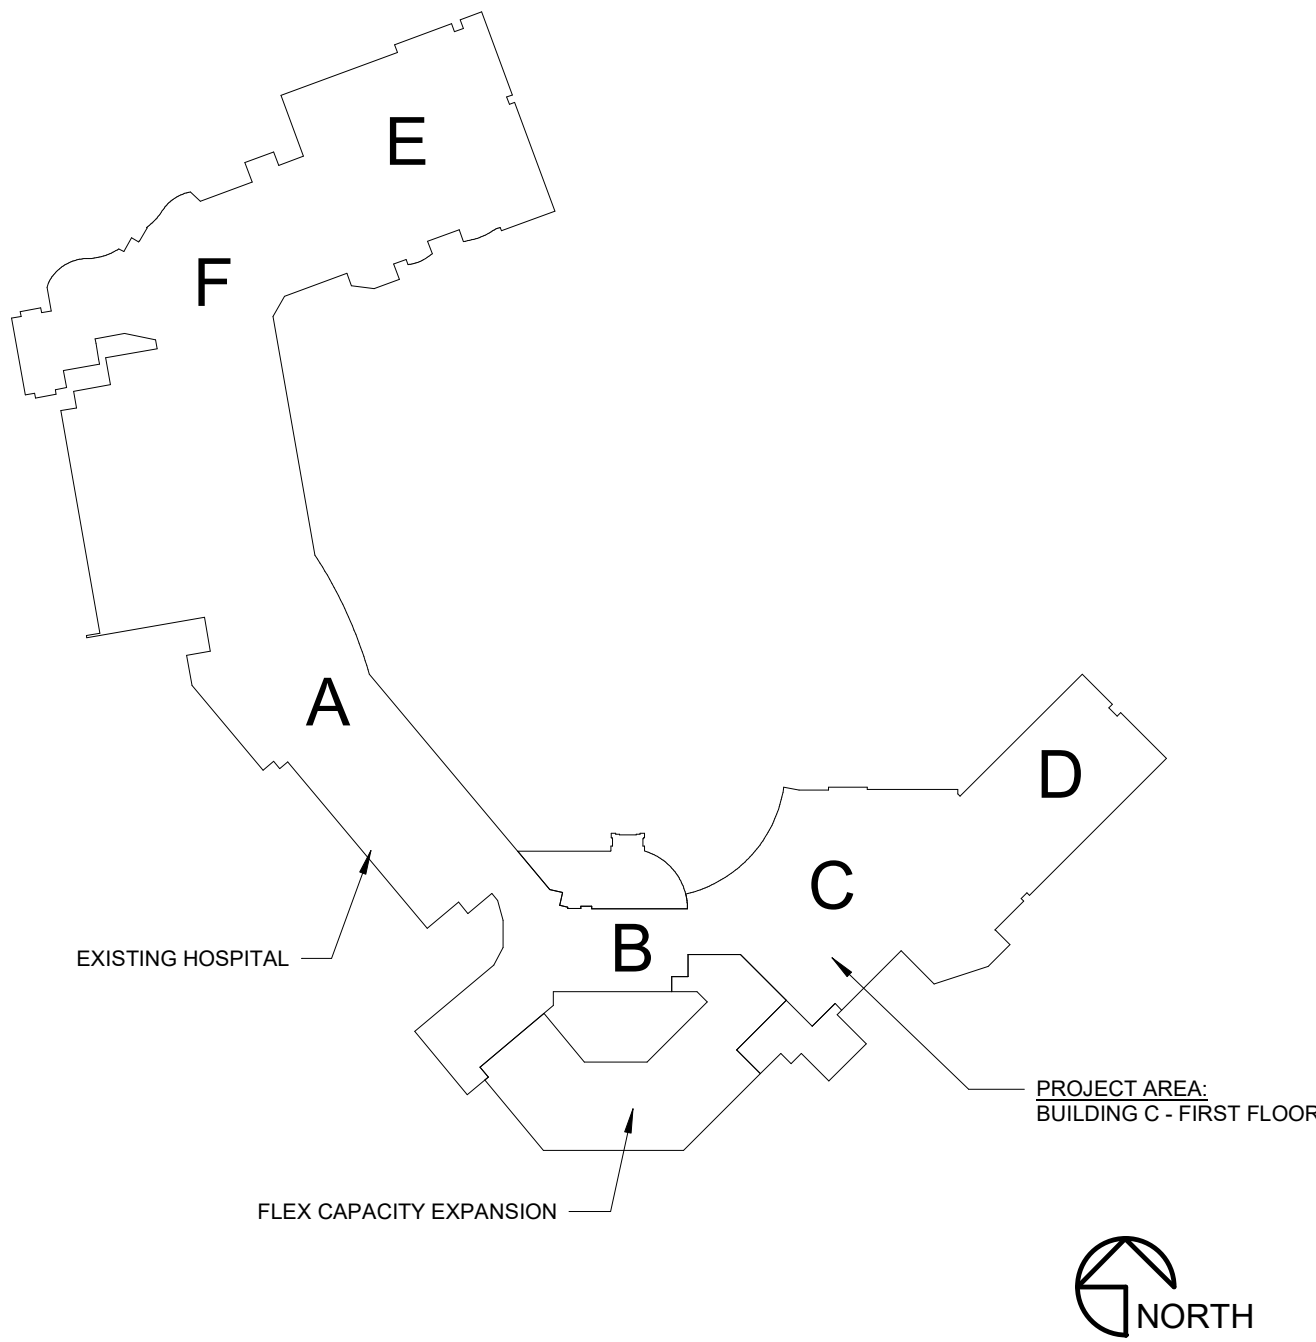 E
F
A
D
C
B
EXISTING HOSPITAL
PROJECT AREA:
BUILDING C - FIRST FLOOR
FLEX CAPACITY EXPANSION
NORTH